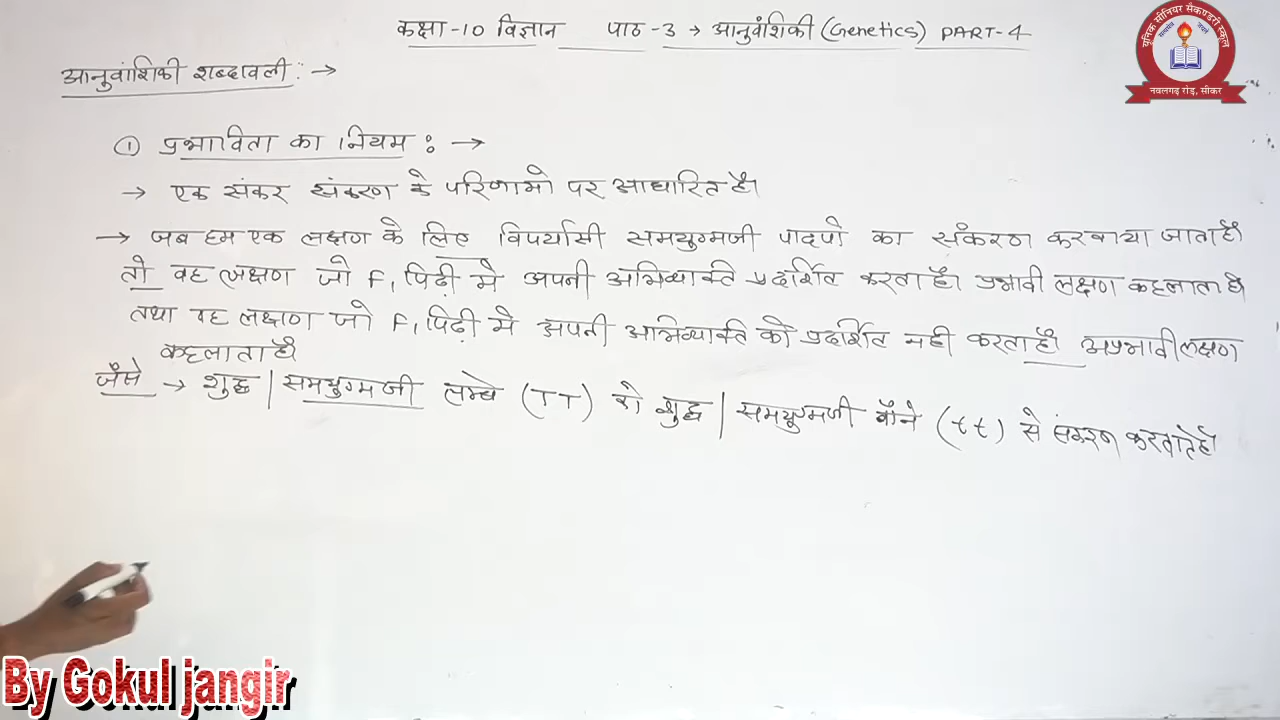 कक्षा -10 विज्ञान पाठ -3 → आनुवंशिकी (Genetics) PART-4
यूनिक सीनियर सैकण्डरी स्कूल
नवलगढ़ रोड़, सीकर
आनुवांशिकी शब्दावली :→
① प्रभाविता का नियम :→
→ एक संकर संकरण के परिणामो पर आधारित है।
→ जब हम एक लक्षण के लिए विपर्यासी समयुग्मजी पादपो का संकरण करवाया जाता है।
तो वह लक्षण जो F₁ पिढ़ी मे अपनी अभिव्यक्ति प्रदर्शित करता है। प्रभावी लक्षण कहलाता है
तथा वह लक्षण जो F₁ पिढ़ी मे अपनी अभिव्यक्ति को प्रदर्शित नही करता है। अप्रभावी लक्षण
कहलाता है।
जैसे → शुद्ध | समयुग्मजी लम्बे (TT) को शुद्ध | समयुग्मजी बौने (tt) से संकरण करवाते है।
By Gokul jangir